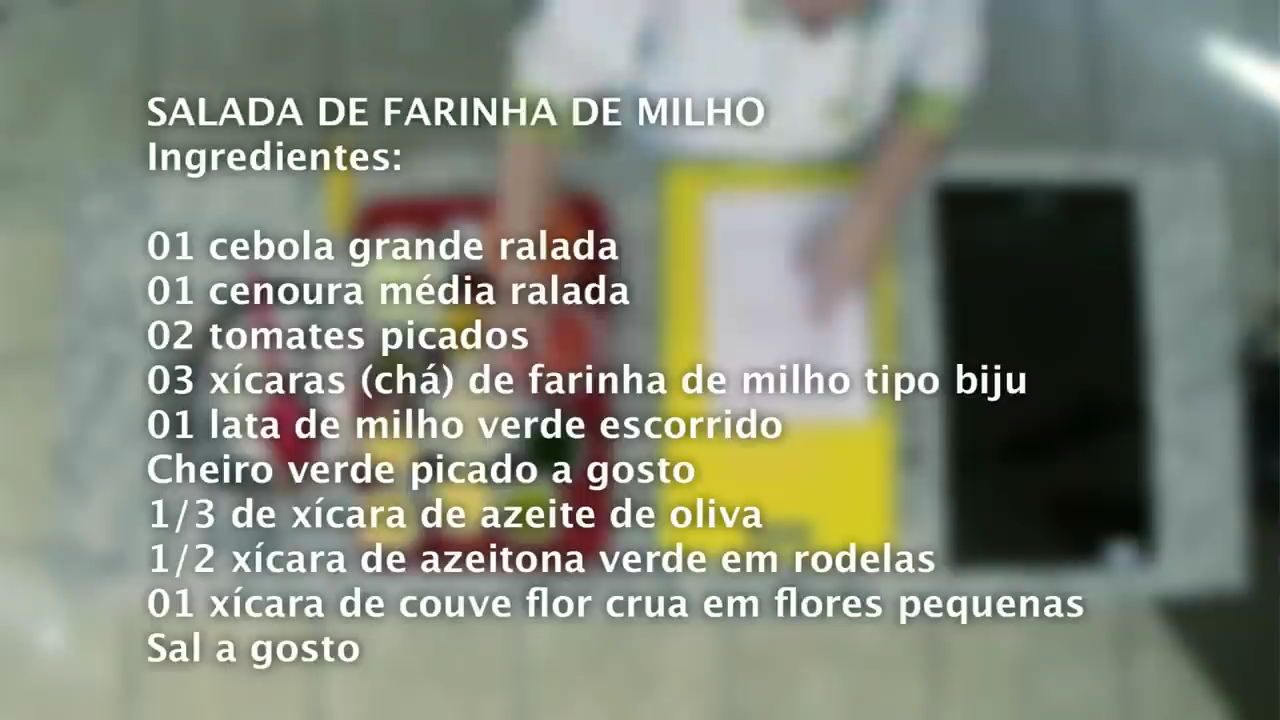 SALADA DE FARINHA DE MILHO
Ingredientes:
01 cebola grande ralada
01 cenoura média ralada
02 tomates picados
03 xícaras (chá) de farinha de milho tipo biju
01 lata de milho verde escorrido
Cheiro verde picado a gosto
1/3 de xícara de azeite de oliva
1/2 xícara de azeitona verde em rodelas
01 xícara de couve flor crua em flores pequenas
Sal a gosto